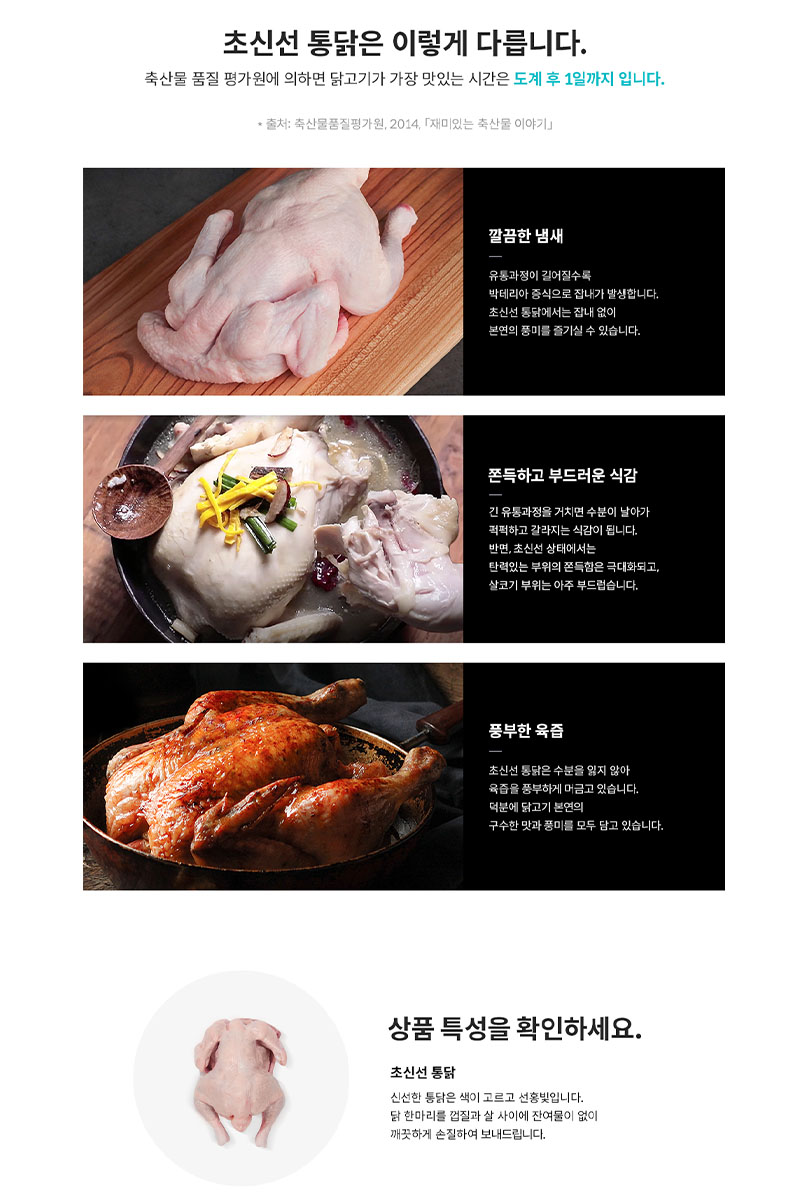 초신선 통닭은 이렇게 다릅니다.
축산물 품질 평가원에 의하면 닭고기가 가장 맛있는 시간은 도계 후 1일까지 입니다.
* 출처: 축산물품질평가원, 2014, 「재미있는 축산물 이야기」
깔끔한 냄새
유통과정이 길어질수록
박테리아 증식으로 잡내가 발생합니다.
초신선 통닭에서는 잡내 없이
본연의 풍미를 즐기실 수 있습니다.
쫀득하고 부드러운 식감
긴 유통과정을 거치면 수분이 날아가
퍽퍽하고 갈라지는 식감이 됩니다.
반면, 초신선 상태에서는
탄력있는 부위의 쫀득함은 극대화되고,
살코기 부위는 아주 부드럽습니다.
풍부한 육즙
초신선 통닭은 수분을 잃지 않아
육즙을 풍부하게 머금고 있습니다.
덕분에 닭고기 본연의
구수한 맛과 풍미를 모두 담고 있습니다.
상품 특성을 확인하세요.
초신선 통닭
신선한 통닭은 색이 고르고 선홍빛입니다.
닭 한마리를 껍질과 살 사이에 잔여물이 없이
깨끗하게 손질하여 보내드립니다.